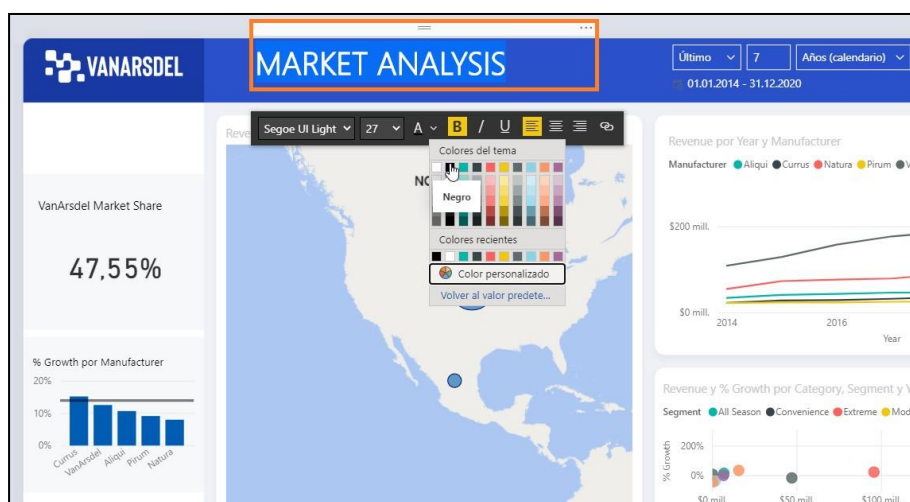 VANARSDEL
MARKET ANALYSIS
Último
7
Años (calendario)
01.01.2014 - 31.12.2020
Segoe UI Light
27
A
B
/
U
Colores del tema
Negro
Colores recientes
Color personalizado
Volver al valor predete...
Reve
NO
VanArsdel Market Share
47,55%
% Growth por Manufacturer
20%
10%
0%
Currus
VanArsdel
Aliqui
Pirum
Natura
Revenue por Year y Manufacturer
Manufacturer Aliqui Currus Natura Pirum V
$200 mill.
$0 mill.
2014
2016
Year
Revenue y % Growth por Category, Segment y Y
Segment All Season Convenience Extreme Mod
% Growth
200%
0%
$0 mill.
$50 mill.
$100 mill.